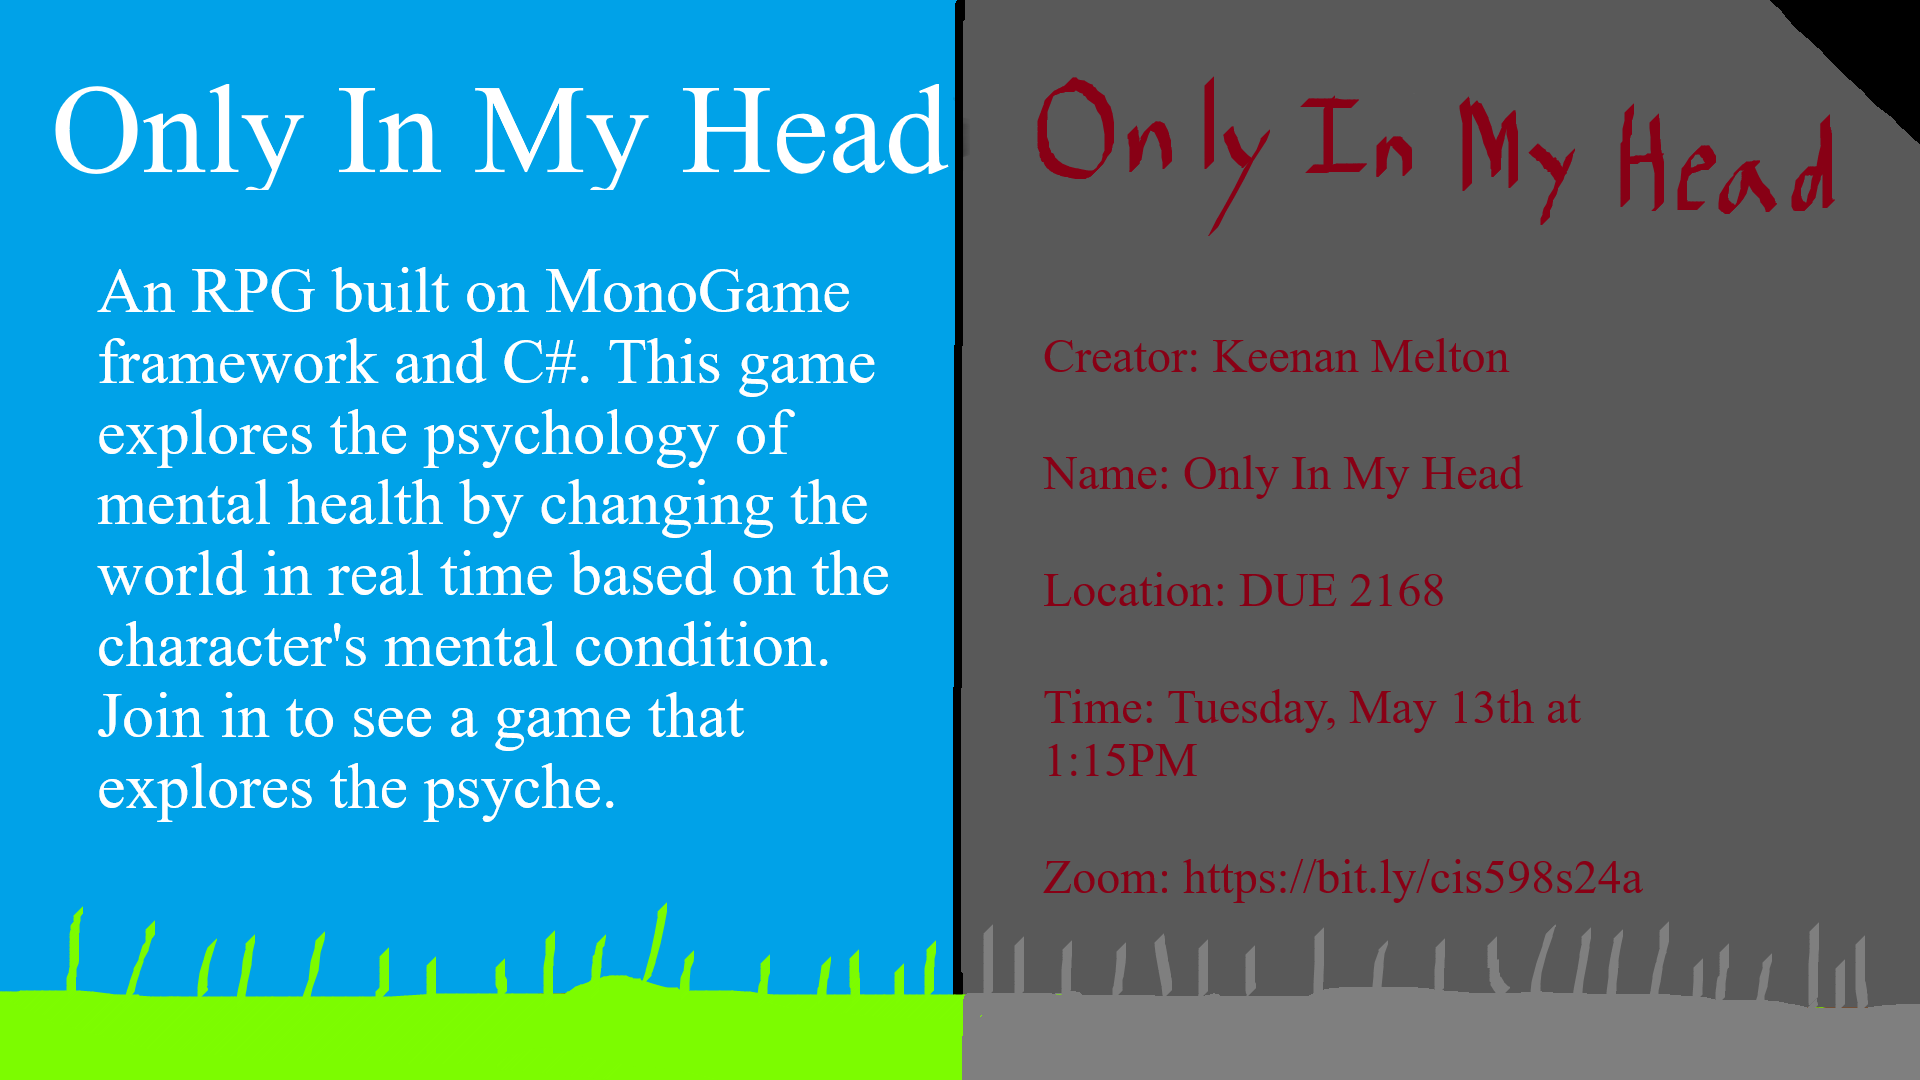 Only In My Head
An RPG built on MonoGame
framework and C#. This game
explores the psychology of
mental health by changing the
world in real time based on the
character's mental condition.
Join in to see a game that
explores the psyche.
Only In My Head
Creator: Keenan Melton
Name: Only In My Head
Location: DUE 2168
Time: Tuesday, May 13th at
1:15PM
Zoom: https://bit.ly/cis598s24a